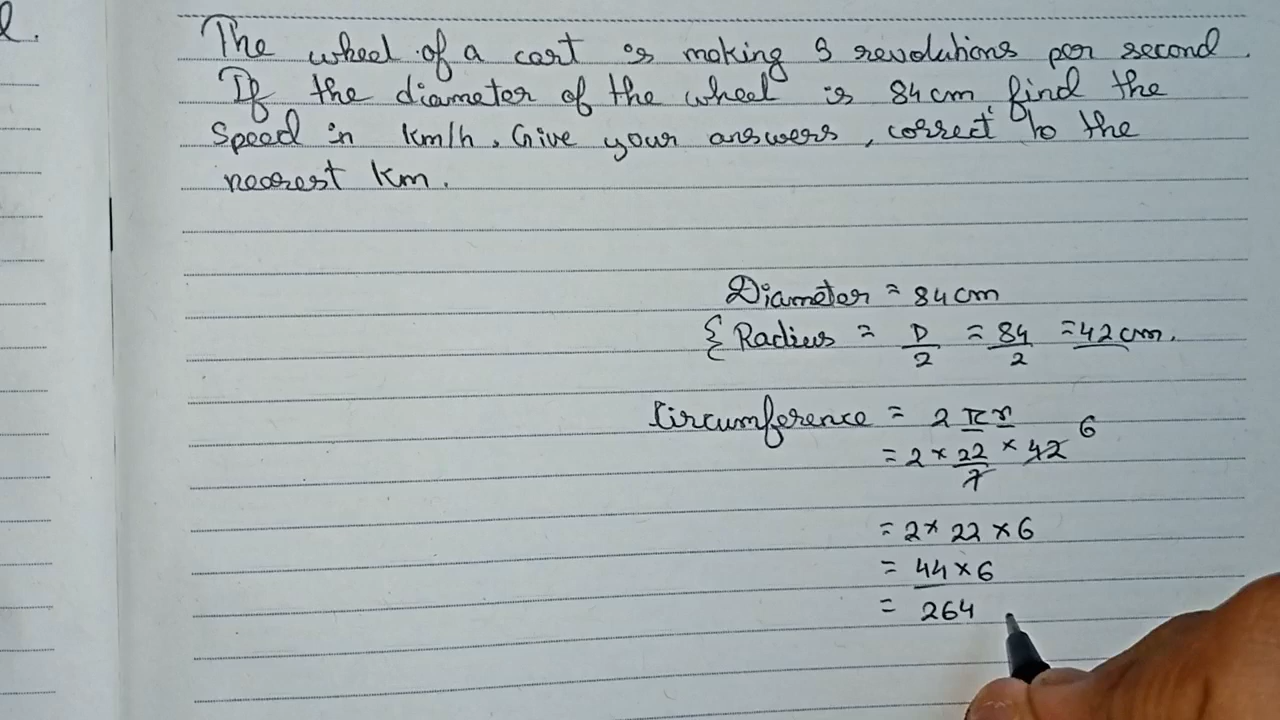 l.
The wheel of a cart is making 5 revolutions per second.
If the diameter of the wheel is 84 cm, find the
speed in km/h. Give your answers, correct to the
nearest km.
Diameter = 84 cm
{ Radius = D/2 = 84/2 = 42 cm.
Circumference = 2 π r
= 2 × 22/7 × 42 6
= 2 × 22 × 6
= 44 × 6
= 264